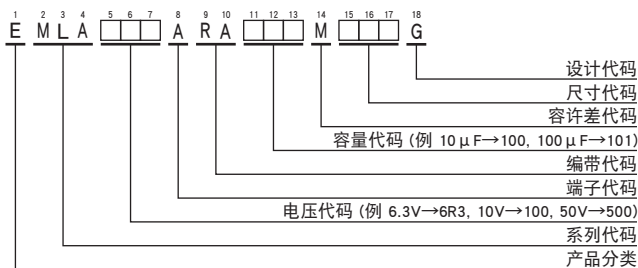 1 2 3 4 5 6 7 8 9 10 11 12 13 14 15 16 17 18
E M L A □□□ A R A □□□ M □□□ G
设计代码
尺寸代码
容许差代码
容量代码 (例 10μF→100, 100μF→101)
编带代码
端子代码
电压代码 (例 6.3V→6R3, 10V→100, 50V→500)
系列代码
产品分类